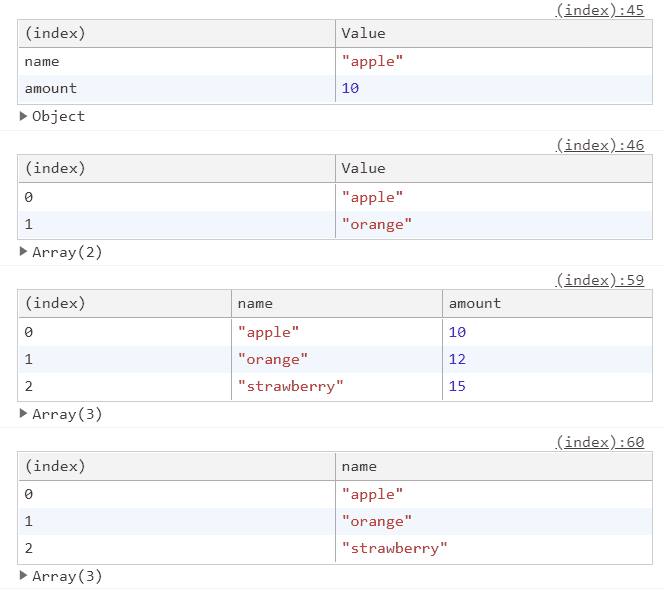 (index):45
(index) Value
name "apple"
amount 10
▶Object
(index):46
(index) Value
0 "apple"
1 "orange"
▶Array(2)
(index):59
(index) name amount
0 "apple" 10
1 "orange" 12
2 "strawberry" 15
▶Array(3)
(index):60
(index) name
0 "apple"
1 "orange"
2 "strawberry"
▶Array(3)